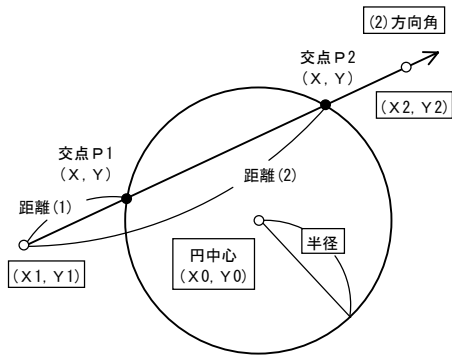 (2)方向角
交点P2
(X, Y)
(X2, Y2)
交点P1
(X, Y)
距離(2)
距離(1)
半径
円中心
(X0, Y0)
(X1, Y1)